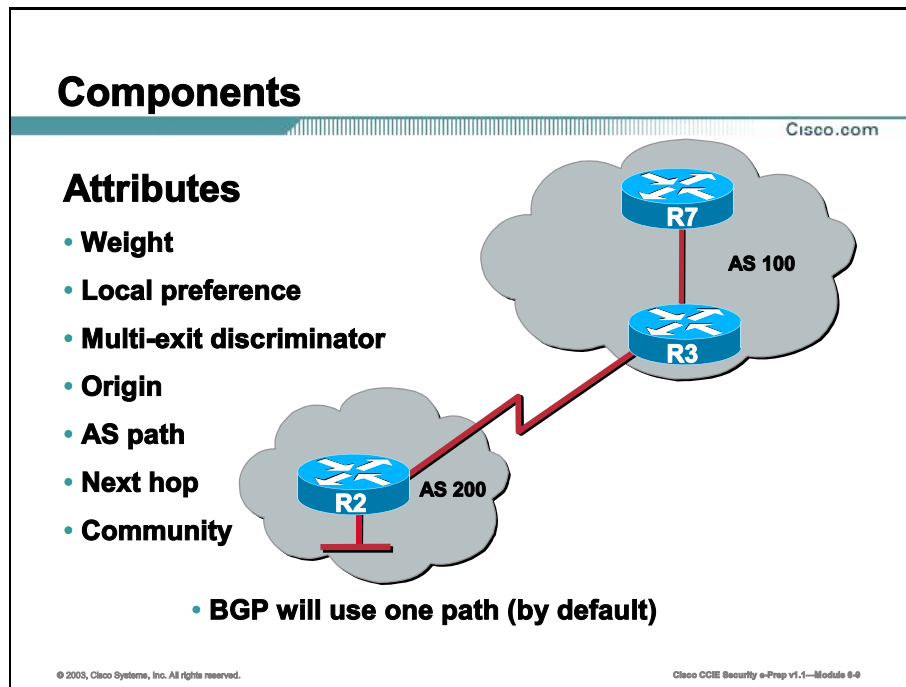 Components
Cisco.com
Attributes
• Weight
• Local preference
• Multi-exit discriminator
• Origin
• AS path
• Next hop
• Community
R7
AS 100
R3
R2
AS 200
• BGP will use one path (by default)
© 2003, Cisco Systems, Inc. All rights reserved.
Cisco CCIE Security e-Prep v1.1—Module 6-9